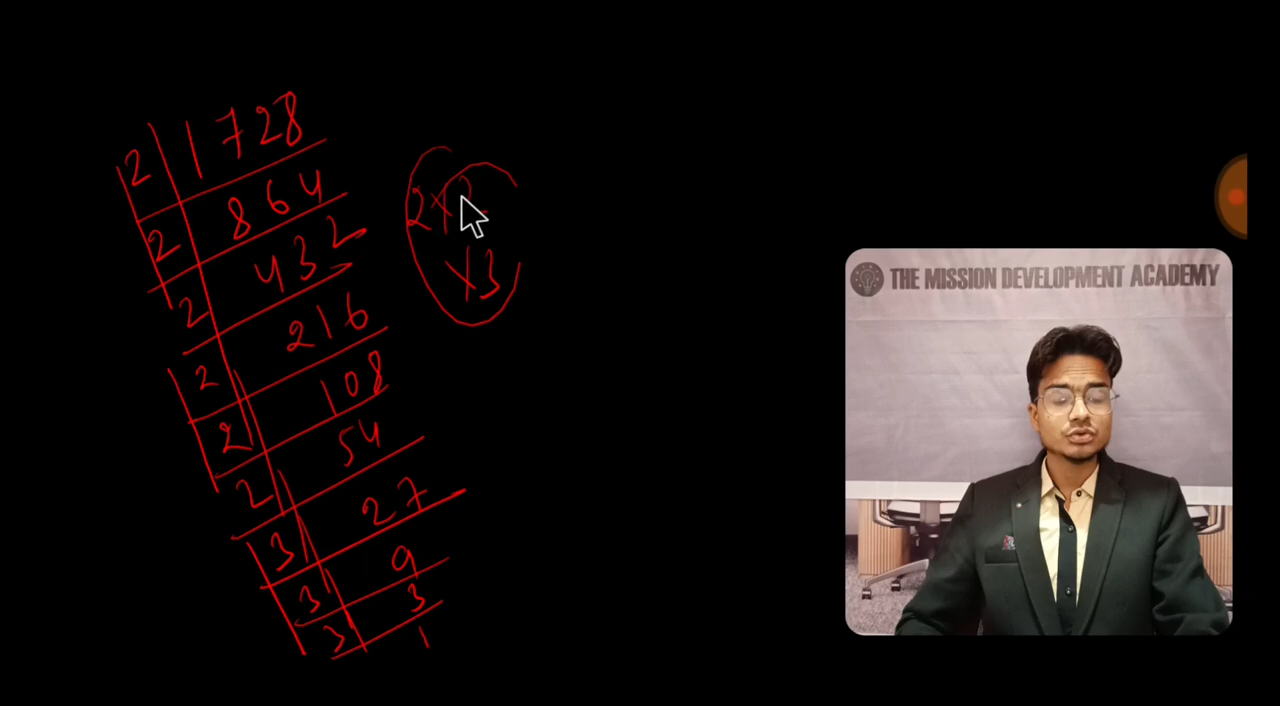 2 | 1728
2 | 864
2 | 432
2 | 216
2 | 108
2 | 54
3 | 27
3 | 9
3 | 3
1
2×2
×3
THE MISSION DEVELOPMENT ACADEMY